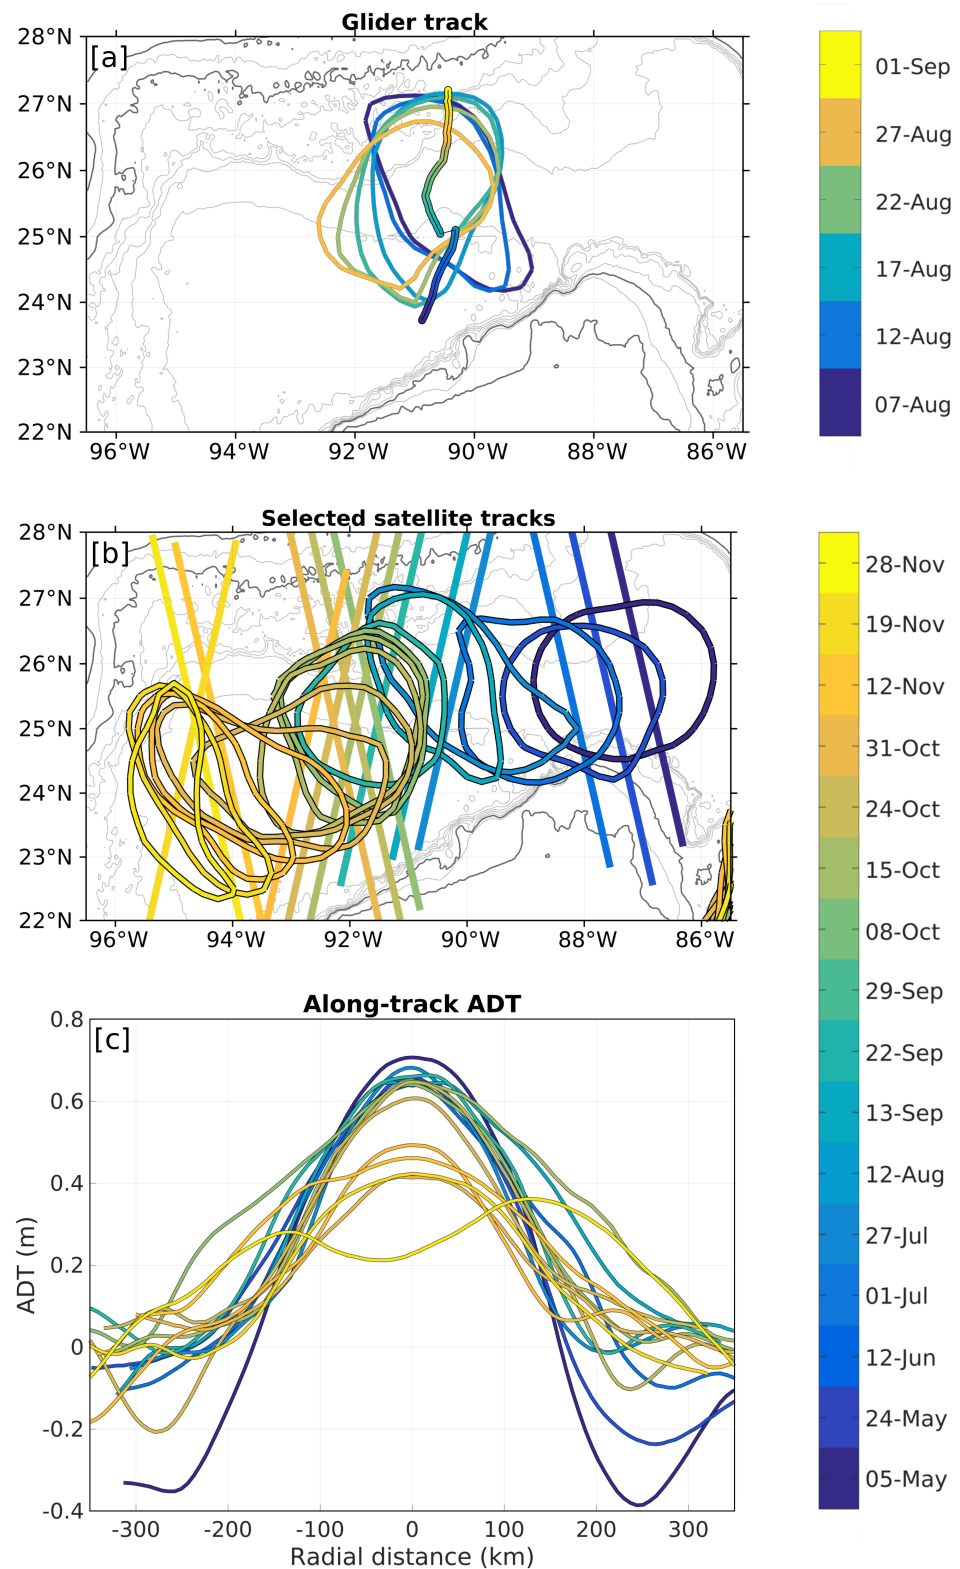 Glider track
[a]
28°N
27°N
26°N
25°N
24°N
23°N
22°N
96°W 94°W 92°W 90°W 88°W 86°W
01-Sep
27-Aug
22-Aug
17-Aug
12-Aug
07-Aug
Selected satellite tracks
[b]
28°N
27°N
26°N
25°N
24°N
23°N
22°N
96°W 94°W 92°W 90°W 88°W 86°W
28-Nov
19-Nov
12-Nov
31-Oct
24-Oct
15-Oct
08-Oct
29-Sep
22-Sep
13-Sep
12-Aug
27-Jul
01-Jul
12-Jun
24-May
05-May
Along-track ADT
[c]
ADT (m)
0.8
0.6
0.4
0.2
0
-0.2
-0.4
-300 -200 -100 0 100 200 300
Radial distance (km)